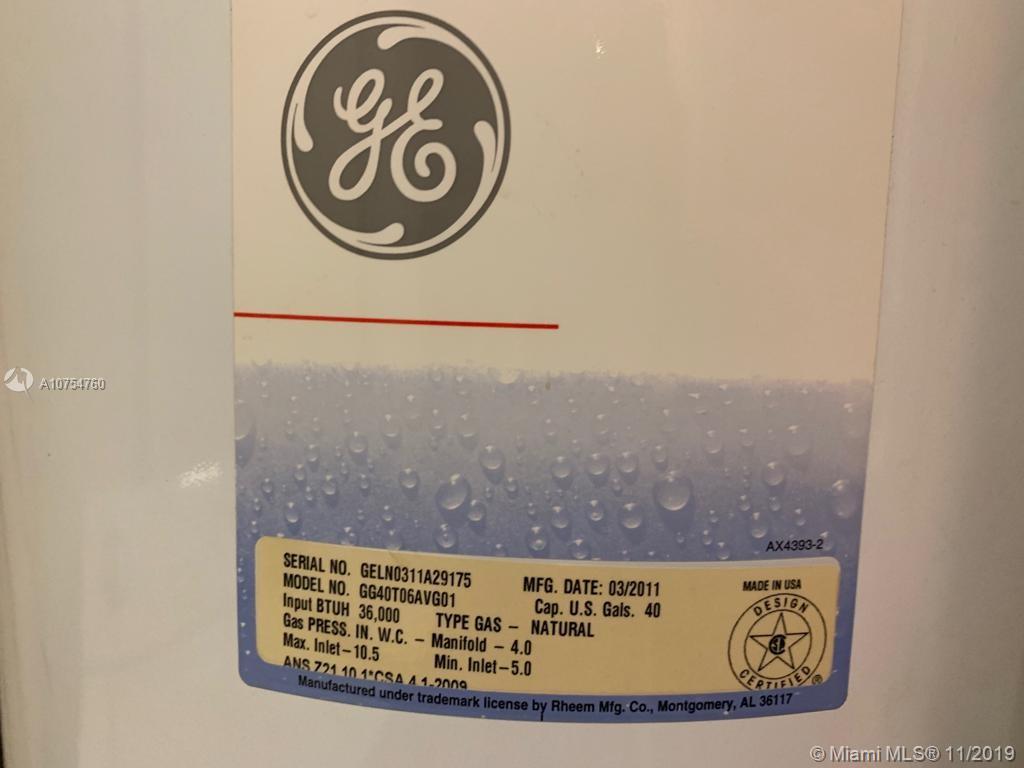 GE
A10754760
AX4393-2
SERIAL NO. GELN0311A29175
MODEL NO. GG40T06AVG01
MFG. DATE: 03/2011
Input BTUH 36,000
Cap. U.S. Gals. 40
TYPE GAS – NATURAL
Gas PRESS. IN. W.C. – Manifold – 4.0
Max. Inlet–10.5
Min. Inlet–5.0
ANS Z21.10.1*CSA 4.1-2009
MADE IN USA
DESIGN
CERTIFIED ®
Manufactured under trademark license by Rheem Mfg. Co., Montgomery, AL 36117
© Miami MLS® 11/2019